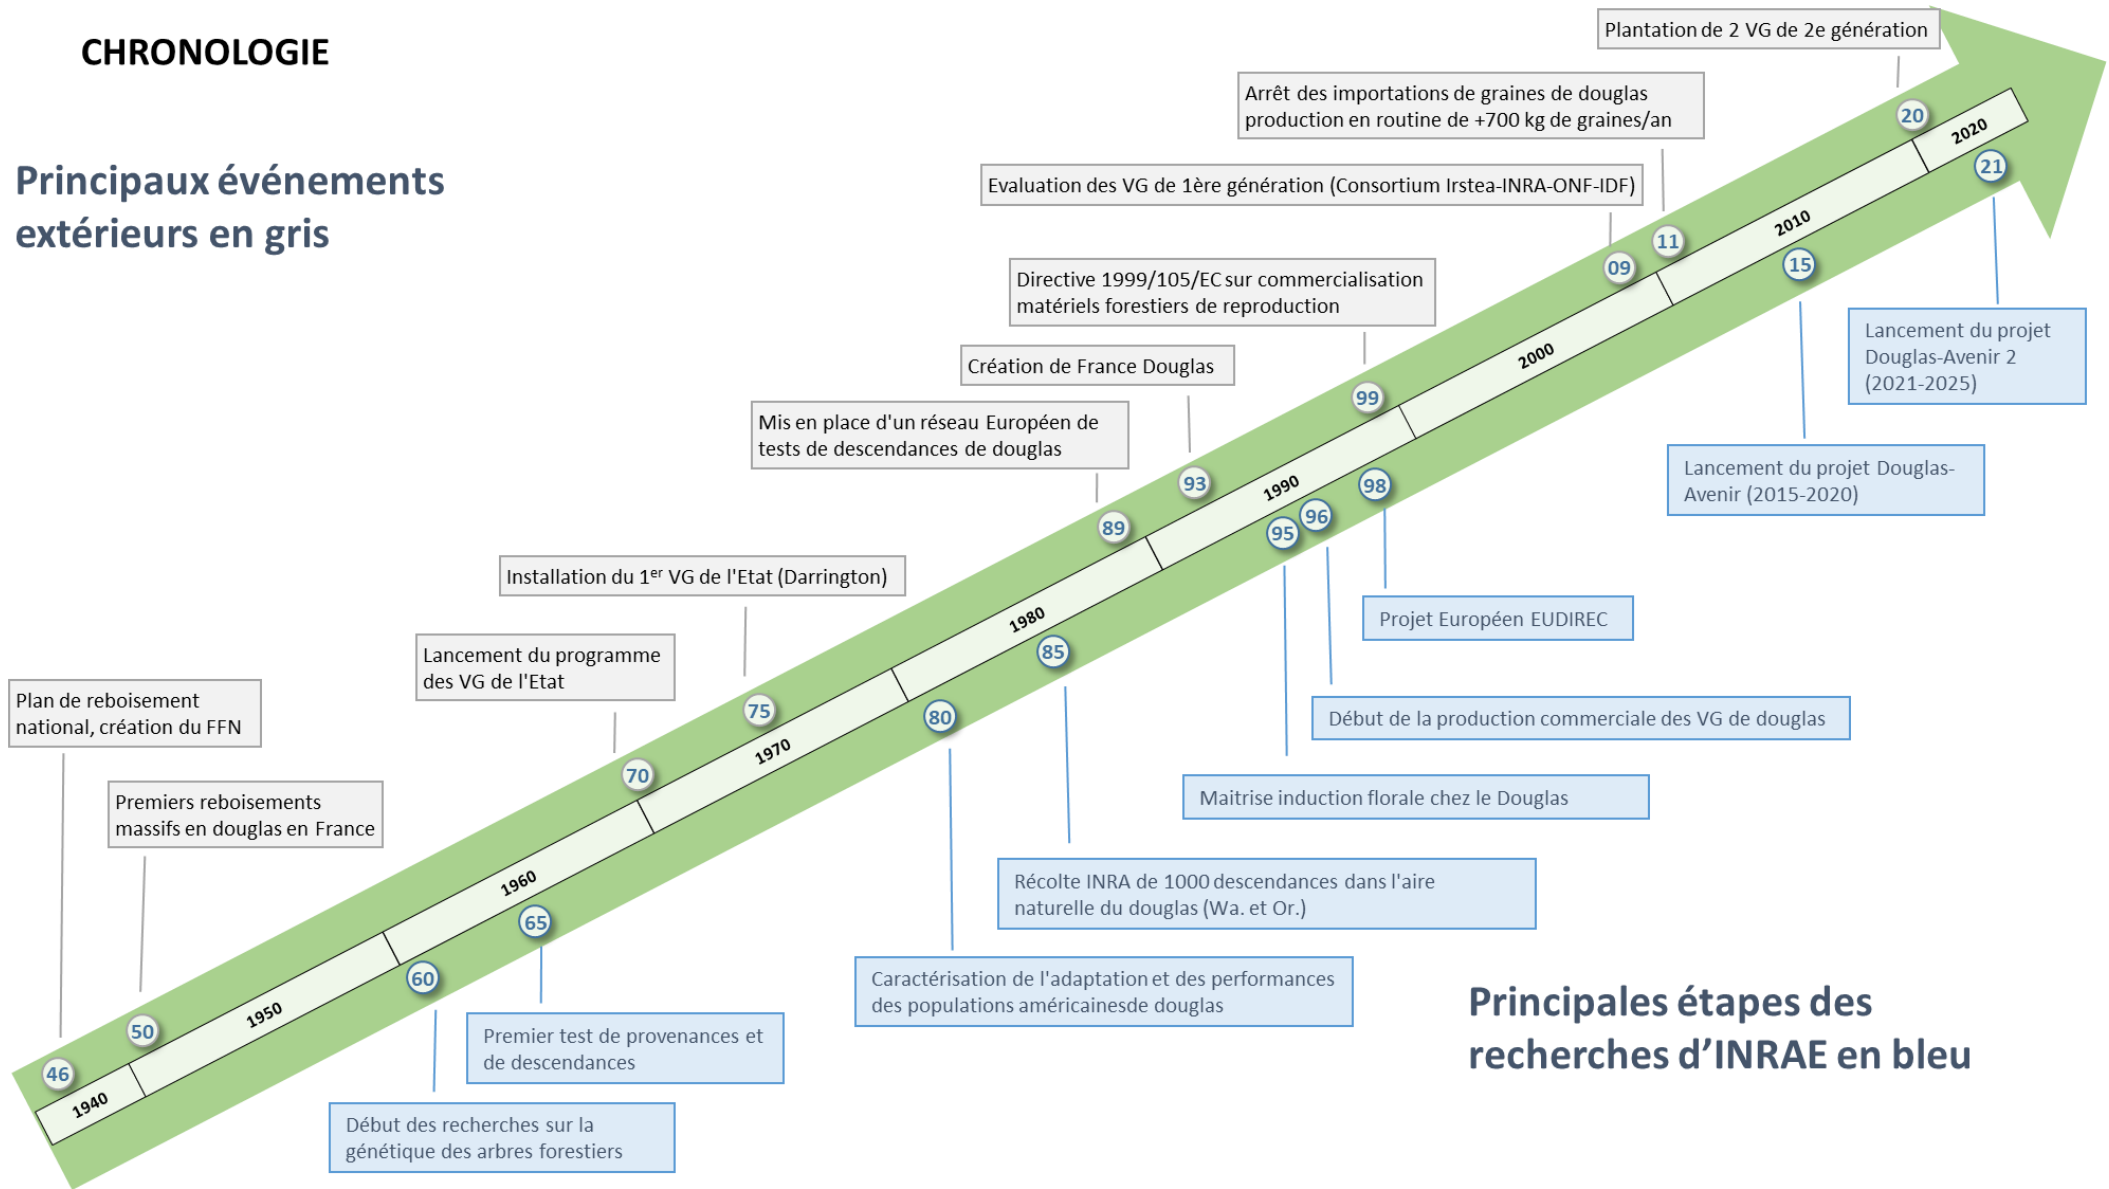 CHRONOLOGIE
Principaux événements
extérieurs en gris
Plantation de 2 VG de 2e génération
Arrêt des importations de graines de douglas
production en routine de +700 kg de graines/an
Evaluation des VG de 1ère génération (Consortium Irstea-INRA-ONF-IDF)
Directive 1999/105/EC sur commercialisation
matériels forestiers de reproduction
Création de France Douglas
Mis en place d'un réseau Européen de
tests de descendances de douglas
Installation du 1er VG de l'Etat (Darrington)
Lancement du programme
des VG de l'Etat
Plan de reboisement
national, création du FFN
Premiers reboisements
massifs en douglas en France
46
50
70
75
89
93
99
09
11
20
1940
1950
1960
1970
1980
1990
2000
2010
2020
60
65
80
85
95
96
98
15
21
Début des recherches sur la
génétique des arbres forestiers
Premier test de provenances et
de descendances
Caractérisation de l'adaptation et des performances
des populations américainesde douglas
Récolte INRA de 1000 descendances dans l'aire
naturelle du douglas (Wa. et Or.)
Maitrise induction florale chez le Douglas
Début de la production commerciale des VG de douglas
Projet Européen EUDIREC
Lancement du projet Douglas-
Avenir (2015-2020)
Lancement du projet
Douglas-Avenir 2
(2021-2025)
Principales étapes des
recherches d’INRAE en bleu